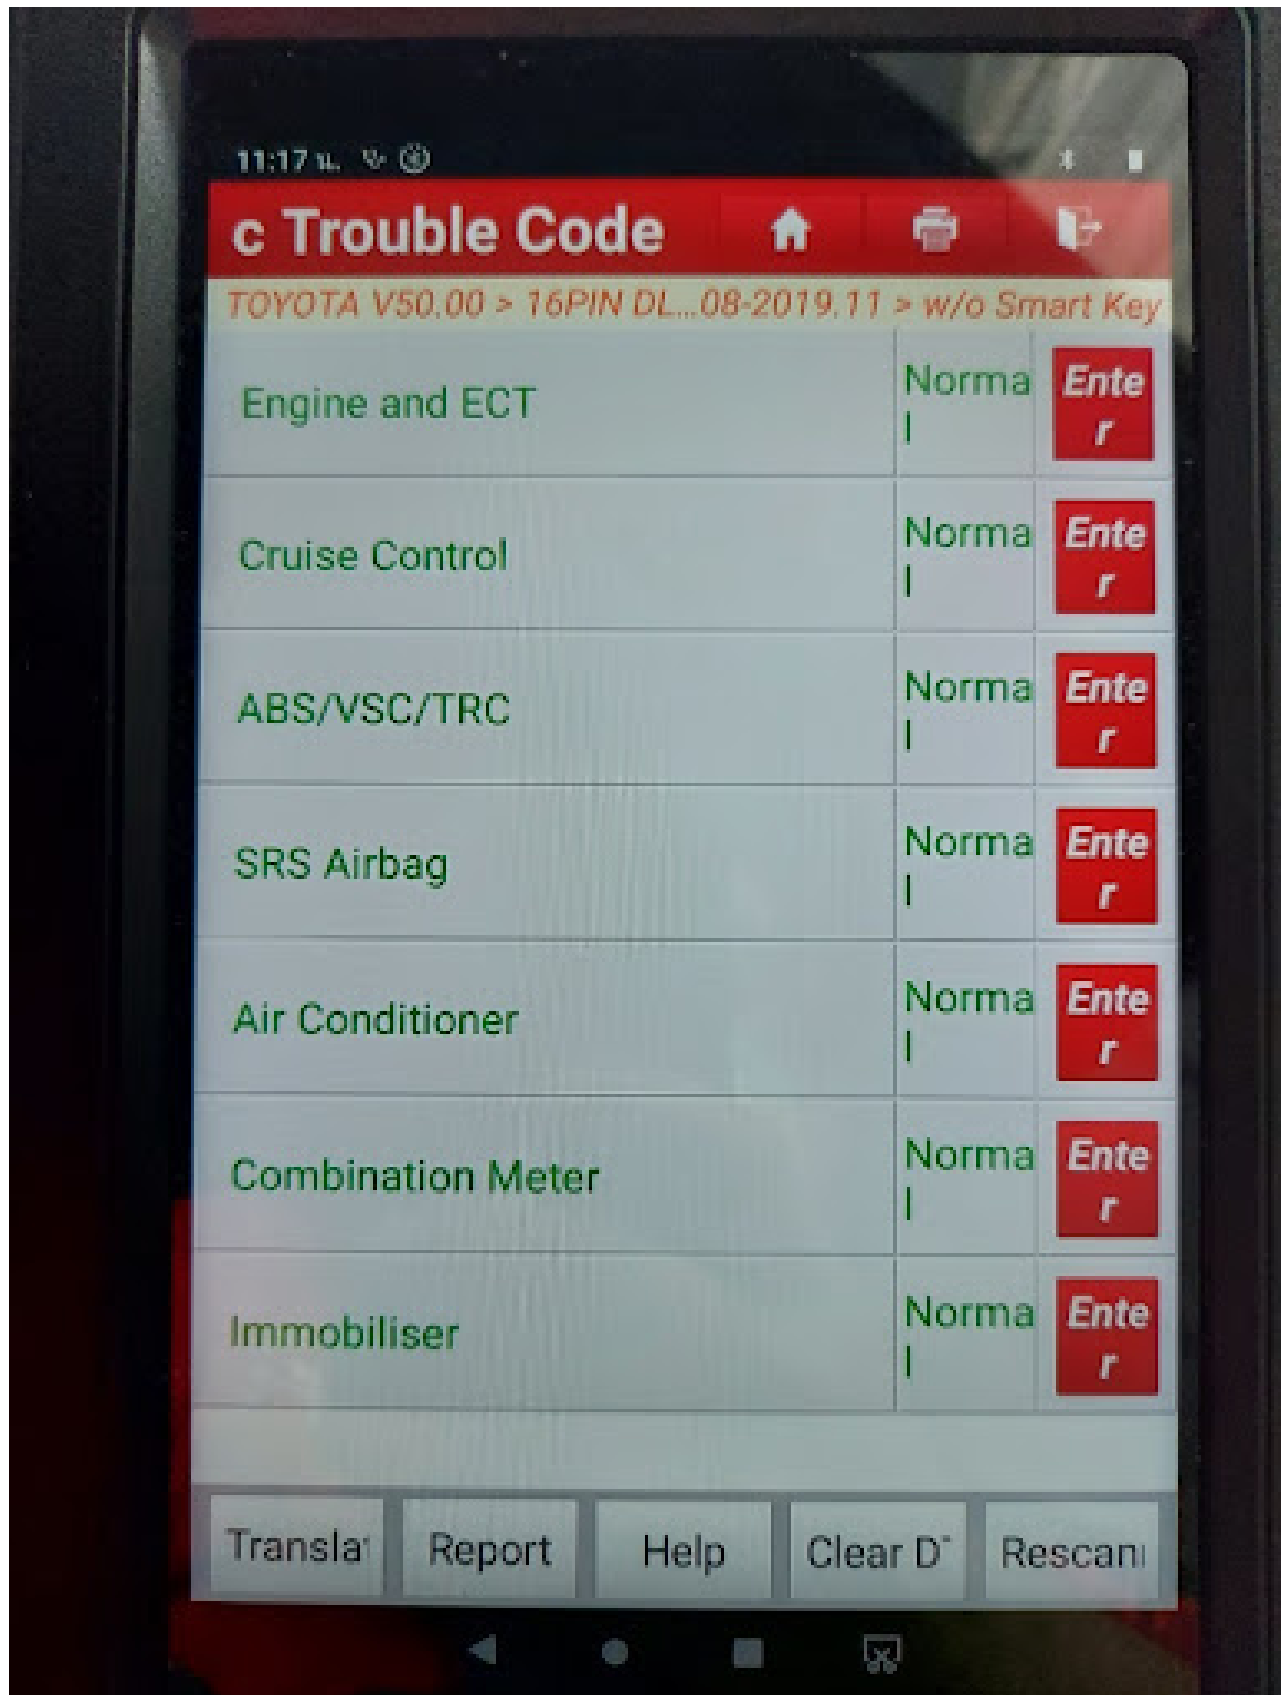 11:17 น.
c Trouble Code
TOYOTA V50.00 > 16PIN DL...08-2019.11 > w/o Smart Key
Engine and ECT
Norma
l
Ente
r
Cruise Control
Norma
l
Ente
r
ABS/VSC/TRC
Norma
l
Ente
r
SRS Airbag
Norma
l
Ente
r
Air Conditioner
Norma
l
Ente
r
Combination Meter
Norma
l
Ente
r
Immobiliser
Norma
l
Ente
r
Transla
Report
Help
Clear D
Rescan